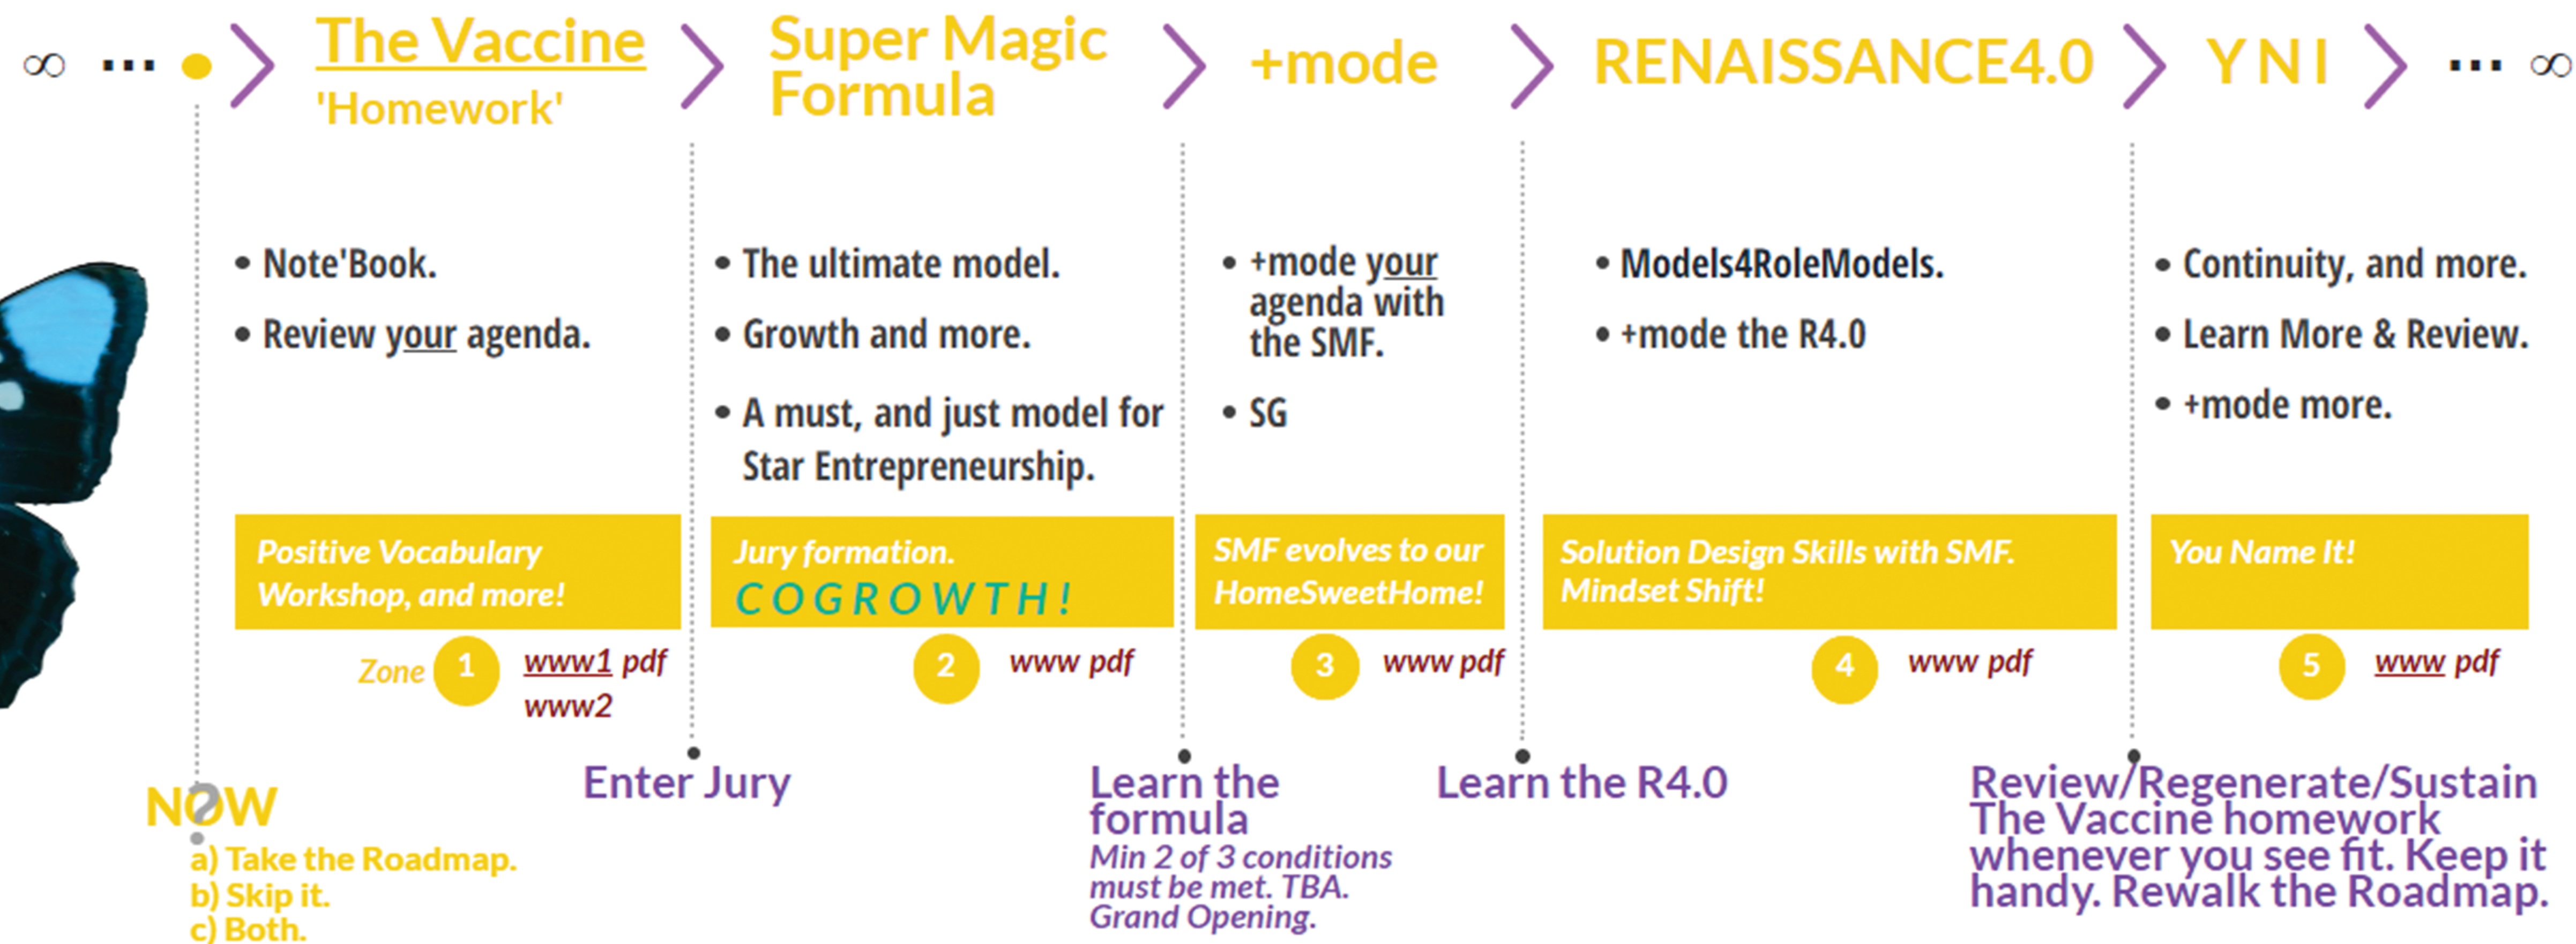 ∞ ... The Vaccine
'Homework'
Super Magic
Formula
+mode
RENAISSANCE4.0
Y N I
... ∞
• Note'Book.
• Review your agenda.
• The ultimate model.
• Growth and more.
• A must, and just model for
Star Entrepreneurship.
• +mode your
agenda with
the SMF.
• SG
• Models4RoleModels.
• +mode the R4.0
• Continuity, and more.
• Learn More & Review.
• +mode more.
Positive Vocabulary
Workshop, and more!
Jury formation.
COGROWTH!
SMF evolves to our
HomeSweetHome!
Solution Design Skills with SMF.
Mindset Shift!
You Name It!
Zone 1 www1 pdf
www2
2 www pdf
3 www pdf
4 www pdf
5 www pdf
NOW
?
a) Take the Roadmap.
b) Skip it.
c) Both.
Enter Jury
Learn the
formula
Min 2 of 3 conditions
must be met. TBA.
Grand Opening.
Learn the R4.0
Review/Regenerate/Sustain
The Vaccine homework
whenever you see fit. Keep it
handy. Rewalk the Roadmap.